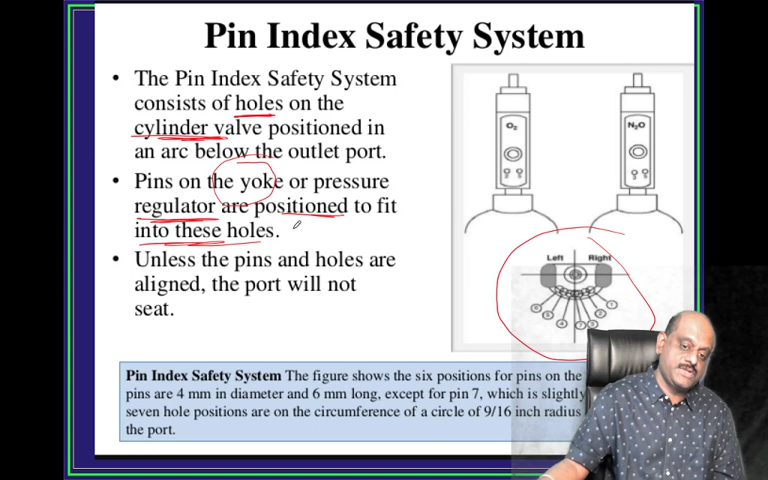 Pin Index Safety System
• The Pin Index Safety System
consists of holes on the
cylinder valve positioned in
an arc below the outlet port.
• Pins on the yoke or pressure
regulator are positioned to fit
into these holes.
• Unless the pins and holes are
aligned, the port will not
seat.
O2
N2O
Left Right
Pin Index Safety System The figure shows the six positions for pins on the
pins are 4 mm in diameter and 6 mm long, except for pin 7, which is slightly
seven hole positions are on the circumference of a circle of 9/16 inch radius
the port.